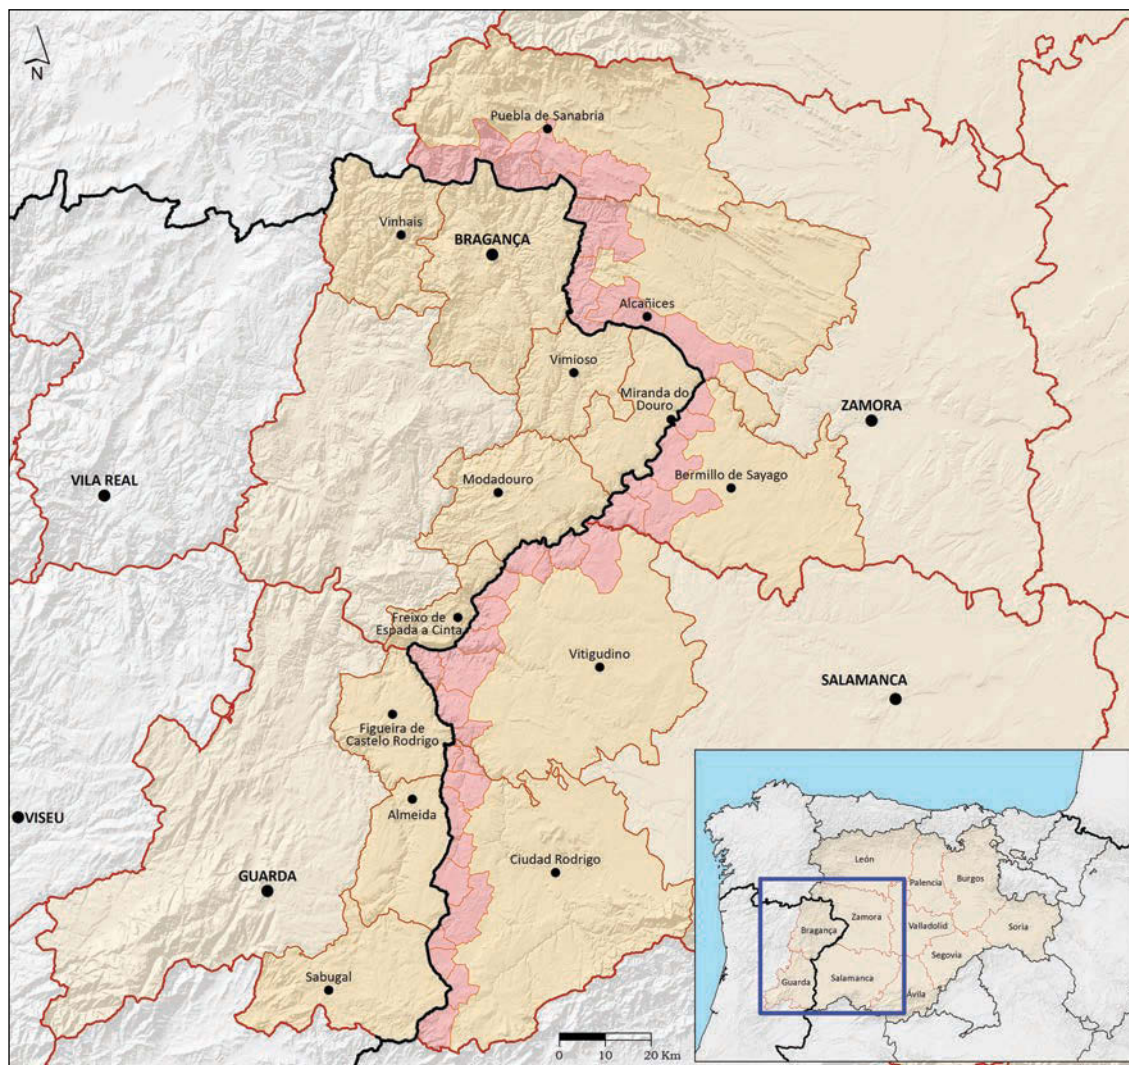 N
Puebla de Sanabria
Vinhais
BRAGANÇA
Alcañices
Vimioso
Miranda do
Douro
ZAMORA
VILA REAL
Modadouro
Bermillo de Sayago
Freixo de
Espada a Cinta
Vitigudino
SALAMANCA
Figueira de
Castelo Rodrigo
Almeida
VISEU
Ciudad Rodrigo
GUARDA
Sabugal
0 10 20 Km
León
Palencia
Burgos
Zamora
Valladolid
Soria
Bragança
Segovia
Guarda
Salamanca
Ávila